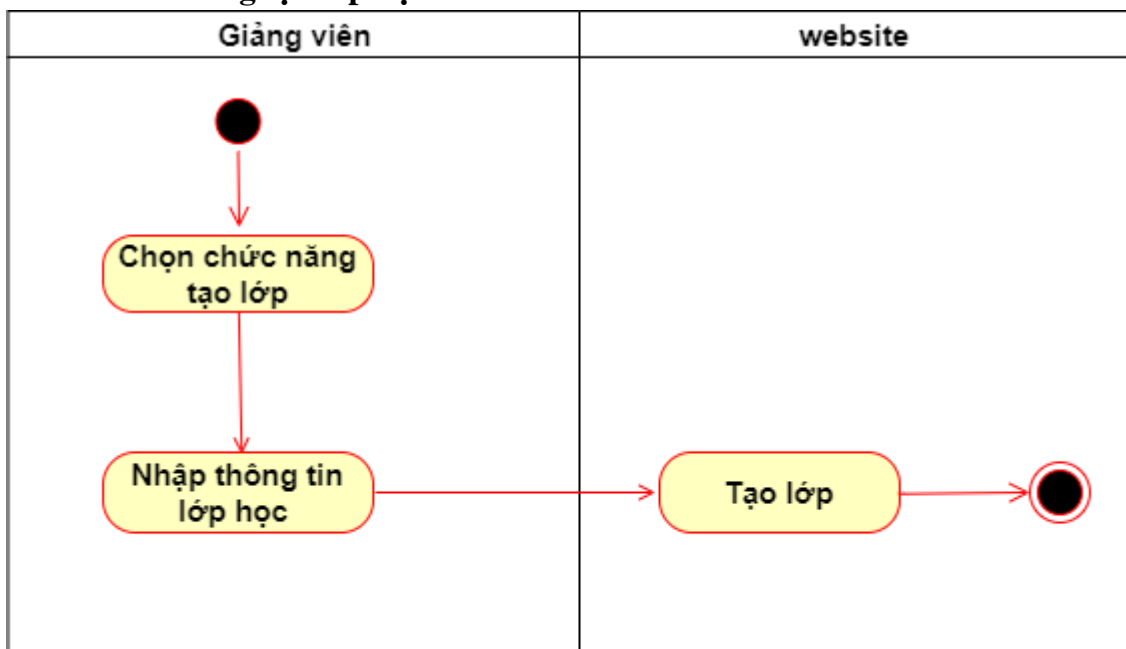 Giảng viên
website
Chọn chức năng
tạo lớp
Nhập thông tin
lớp học
Tạo lớp